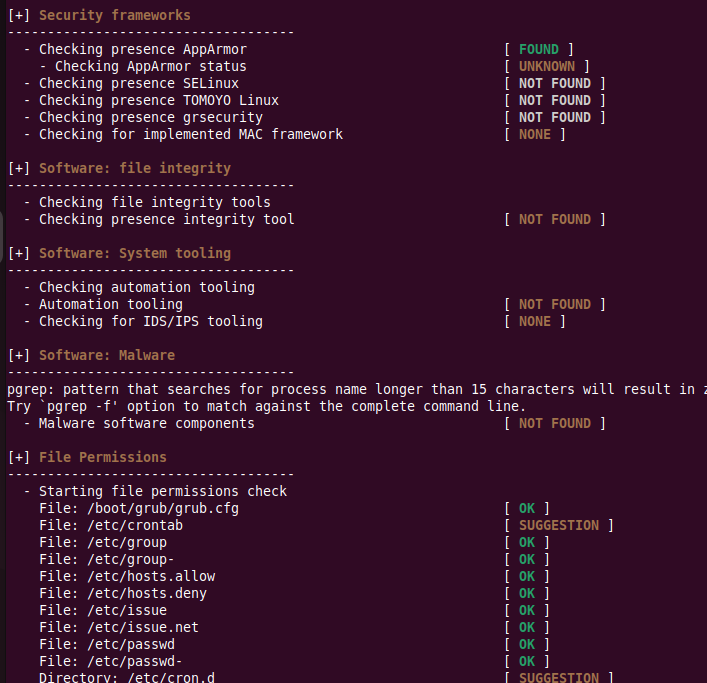 [+] Security frameworks
------------------------------------
  - Checking presence AppArmor                                [ FOUND ]
    - Checking AppArmor status                                [ UNKNOWN ]
  - Checking presence SELinux                                 [ NOT FOUND ]
  - Checking presence TOMOYO Linux                            [ NOT FOUND ]
  - Checking presence grsecurity                              [ NOT FOUND ]
  - Checking for implemented MAC framework                    [ NONE ]
[+] Software: file integrity
------------------------------------
  - Checking file integrity tools
  - Checking presence integrity tool                          [ NOT FOUND ]
[+] Software: System tooling
------------------------------------
  - Checking automation tooling
  - Automation tooling                                        [ NOT FOUND ]
  - Checking for IDS/IPS tooling                              [ NONE ]
[+] Software: Malware
------------------------------------
pgrep: pattern that searches for process name longer than 15 characters will result in
Try `pgrep -f' option to match against the complete command line.
  - Malware software components                               [ NOT FOUND ]
[+] File Permissions
------------------------------------
  - Starting file permissions check
    File: /boot/grub/grub.cfg                                 [ OK ]
    File: /etc/crontab                                        [ SUGGESTION ]
    File: /etc/group                                          [ OK ]
    File: /etc/group-                                         [ OK ]
    File: /etc/hosts.allow                                    [ OK ]
    File: /etc/hosts.deny                                     [ OK ]
    File: /etc/issue                                          [ OK ]
    File: /etc/issue.net                                      [ OK ]
    File: /etc/passwd                                         [ OK ]
    File: /etc/passwd-                                        [ OK ]
    Directory: /etc/cron.d                                    [ SUGGESTION ]